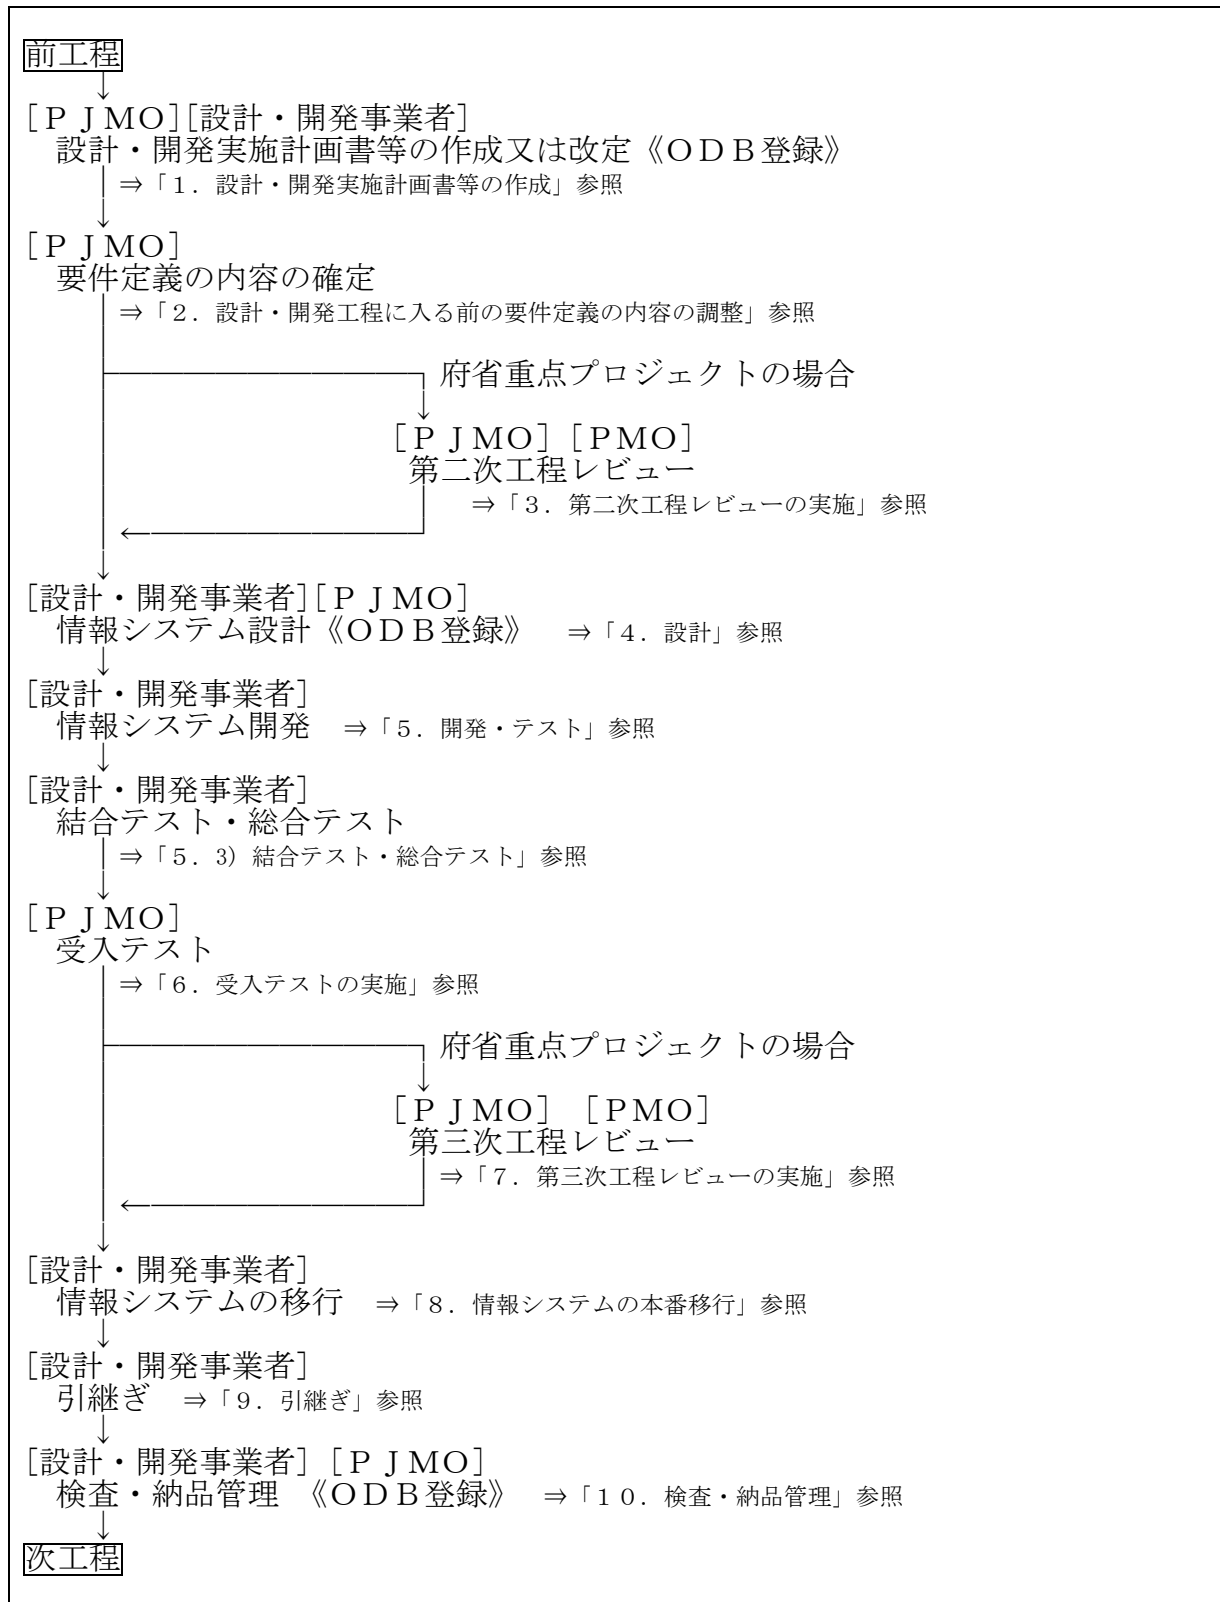 前工程
↓
[ＰＪＭＯ][設計・開発事業者]
設計・開発実施計画書等の作成又は改定《ＯＤＢ登録》
⇒「１．設計・開発実施計画書等の作成」参照
↓
[ＰＪＭＯ]
要件定義の内容の確定
⇒「２．設計・開発工程に入る前の要件定義の内容の調整」参照
府省重点プロジェクトの場合
↓
[ＰＪＭＯ] [ＰＭＯ]
第二次工程レビュー
⇒「３．第二次工程レビューの実施」参照
←
↓
[設計・開発事業者][ＰＪＭＯ]
情報システム設計《ＯＤＢ登録》　⇒「４．設計」参照
↓
[設計・開発事業者]
情報システム開発　⇒「５．開発・テスト」参照
↓
[設計・開発事業者]
結合テスト・総合テスト
⇒「５．3）結合テスト・総合テスト」参照
↓
[ＰＪＭＯ]
受入テスト
⇒「６．受入テストの実施」参照
府省重点プロジェクトの場合
↓
[ＰＪＭＯ] [ＰＭＯ]
第三次工程レビュー
⇒「７．第三次工程レビューの実施」参照
←
↓
[設計・開発事業者]
情報システムの移行　⇒「８．情報システムの本番移行」参照
↓
[設計・開発事業者]
引継ぎ　⇒「９．引継ぎ」参照
↓
[設計・開発事業者] [ＰＪＭＯ]
検査・納品管理　《ＯＤＢ登録》　⇒「１０．検査・納品管理」参照
↓
次工程